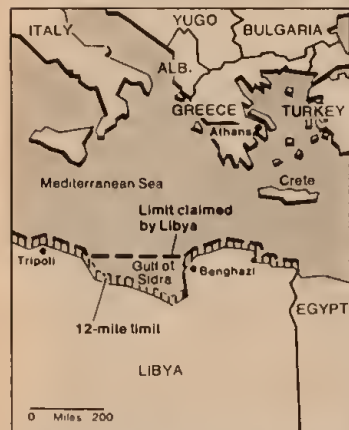 ITALY
YUGO
BULGARIA
ALB.
GREECE
TURKEY
Athans
Mediterranean Sea
Crete
Limit claimed
by Libya
Tripoli
Gulf of
Sidra
Benghazi
EGYPT
12-mile limit
LIBYA
0 Miles 200